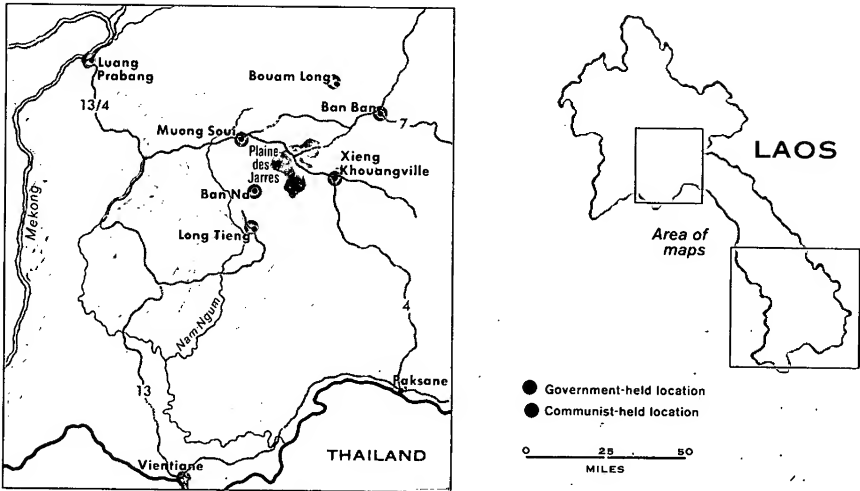 Luang
Prabang
Bouam Long
13/4
Ban Ban
7
Muong Soui
Plaine
des
Jarres
Xieng
Khouangville
Ban Na
Long Tieng
Mekong
Nam Ngum
4
13
Paksane
Vientiane
THAILAND
LAOS
Area of
maps
Government-held location
Communist-held location
0 25 50
MILES